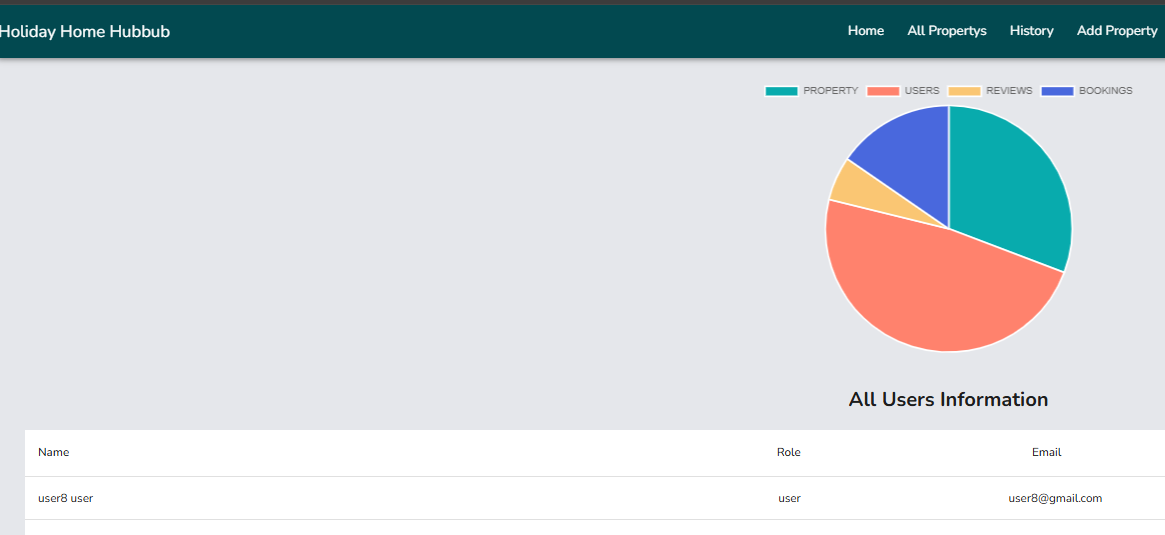 Holiday Home Hubbub Home All Propertys History Add Property
PROPERTY USERS REVIEWS BOOKINGS
All Users Information
Name Role Email
user8 user user user8@gmail.com